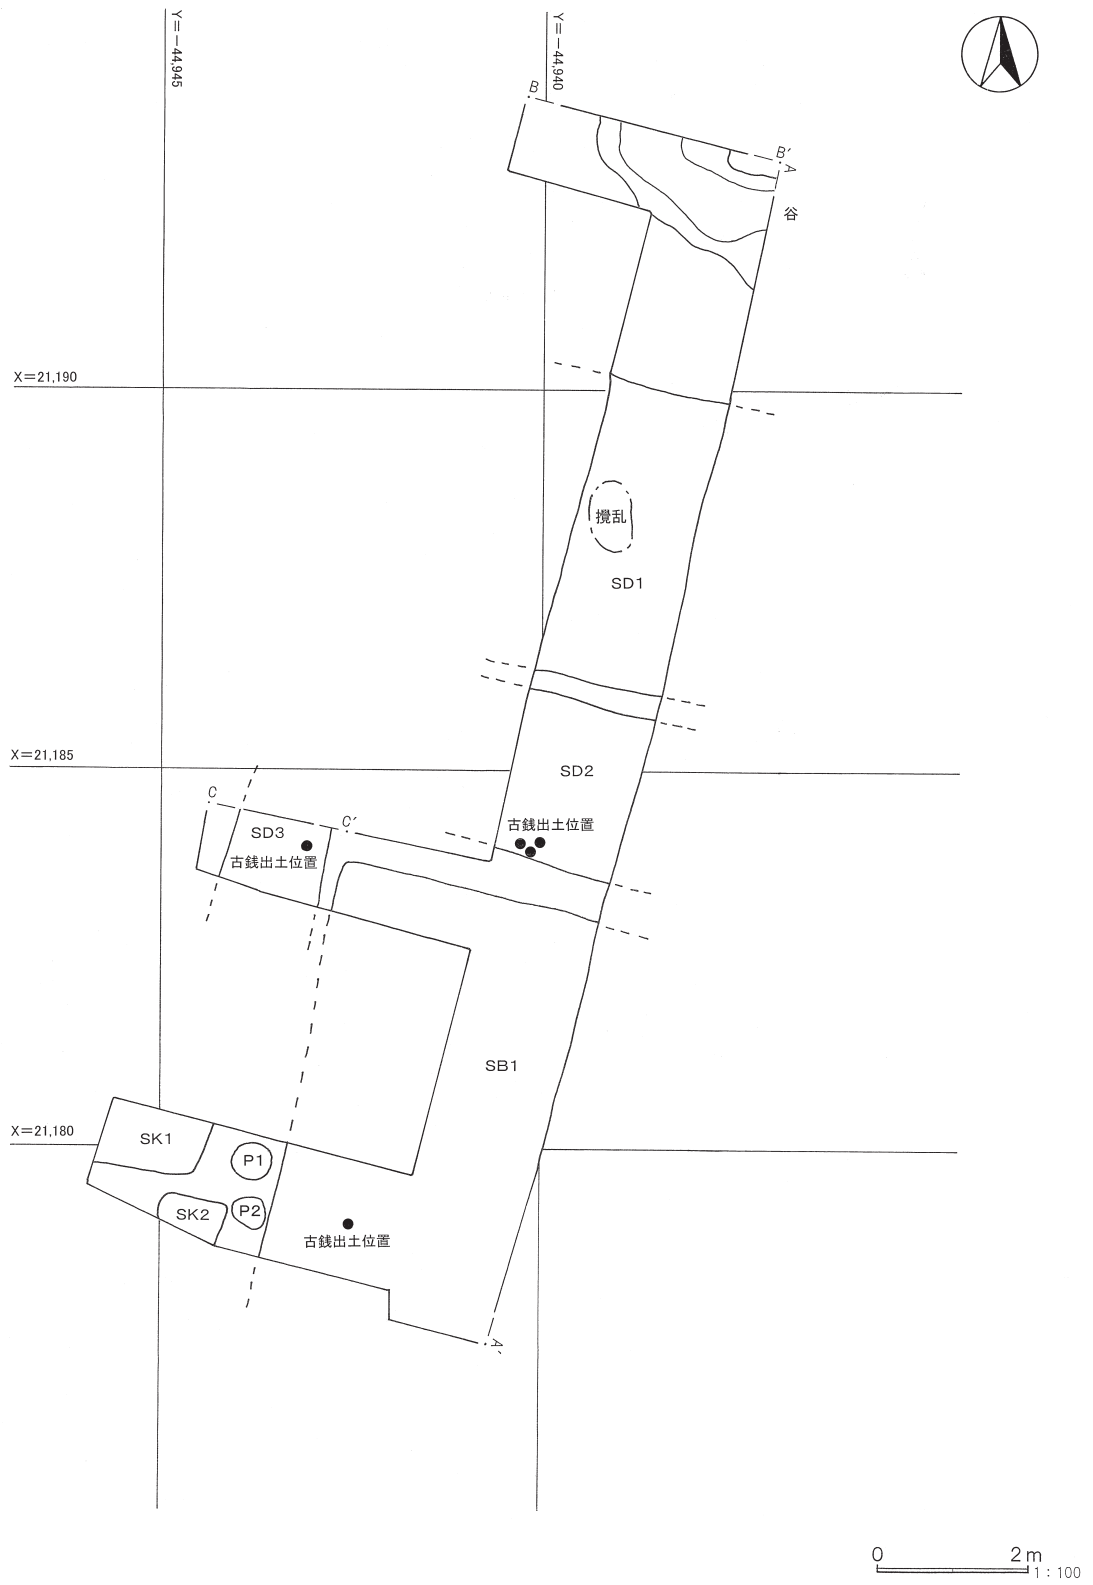 Y=－44,945
Y=－44,940
B
B′
A
谷
X=21,190
攪乱
SD1
X=21,185
SD2
C
C′
SD3
古銭出土位置
古銭出土位置
SB1
X=21,180
SK1
P1
SK2
P2
古銭出土位置
A′
0 2m
1：100